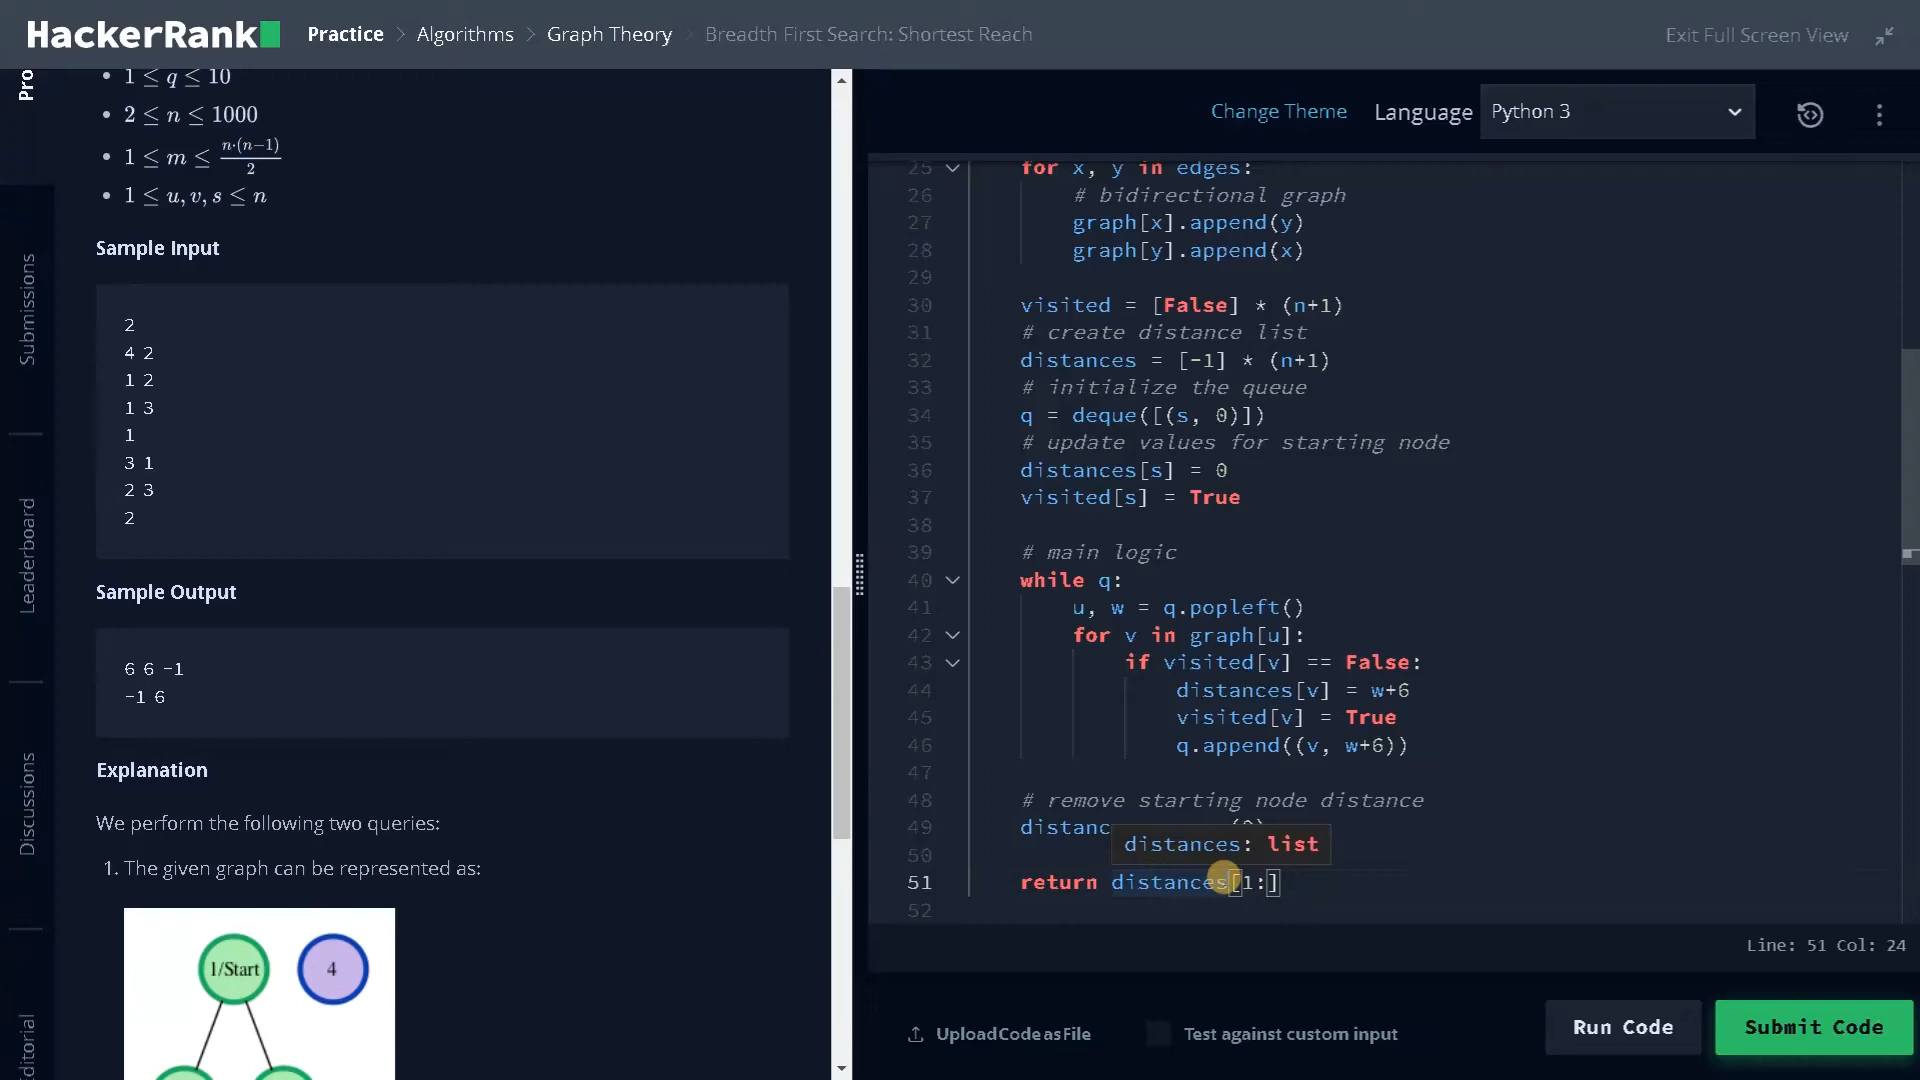 HackerRank
Practice > Algorithms > Graph Theory > Breadth First Search: Shortest Reach
Exit Full Screen View
Pro
Submissions
Leaderboard
Discussions
ditorial
• 1 ≤ q ≤ 10
• 2 ≤ n ≤ 1000
• 1 ≤ m ≤ n·(n−1)/2
• 1 ≤ u, v, s ≤ n
Sample Input
2
4 2
1 2
1 3
1
3 1
2 3
2
Sample Output
6 6 -1
-1 6
Explanation
We perform the following two queries:
1. The given graph can be represented as:
1/Start
4
Change Theme Language Python 3
25 for x, y in edges:
26 # bidirectional graph
27 graph[x].append(y)
28 graph[y].append(x)
29
30 visited = [False] * (n+1)
31 # create distance list
32 distances = [-1] * (n+1)
33 # initialize the queue
34 q = deque([(s, 0)])
35 # update values for starting node
36 distances[s] = 0
37 visited[s] = True
38
39 # main logic
40 while q:
41 u, w = q.popleft()
42 for v in graph[u]:
43 if visited[v] == False:
44 distances[v] = w+6
45 visited[v] = True
46 q.append((v, w+6))
47
48 # remove starting node distance
49 distanc
distances: list
50
51 return distances[1:]
52
Line: 51 Col: 24
Upload Code as File
Test against custom input
Run Code
Submit Code